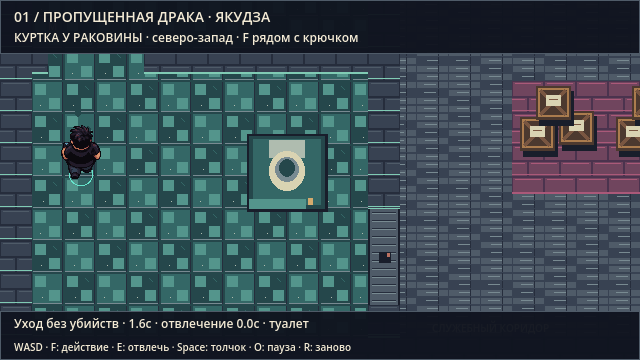 01 / ПРОПУЩЕННАЯ ДРАКА · ЯКУДЗА
КУРТКА У РАКОВИНЫ · северо-запад · F рядом с крючком
Уход без убийств · 1.6с · отвлечение 0.0с · туалет
WASD · F: действие · E: отвлечь · Space: толчок · O: пауза · R: заново